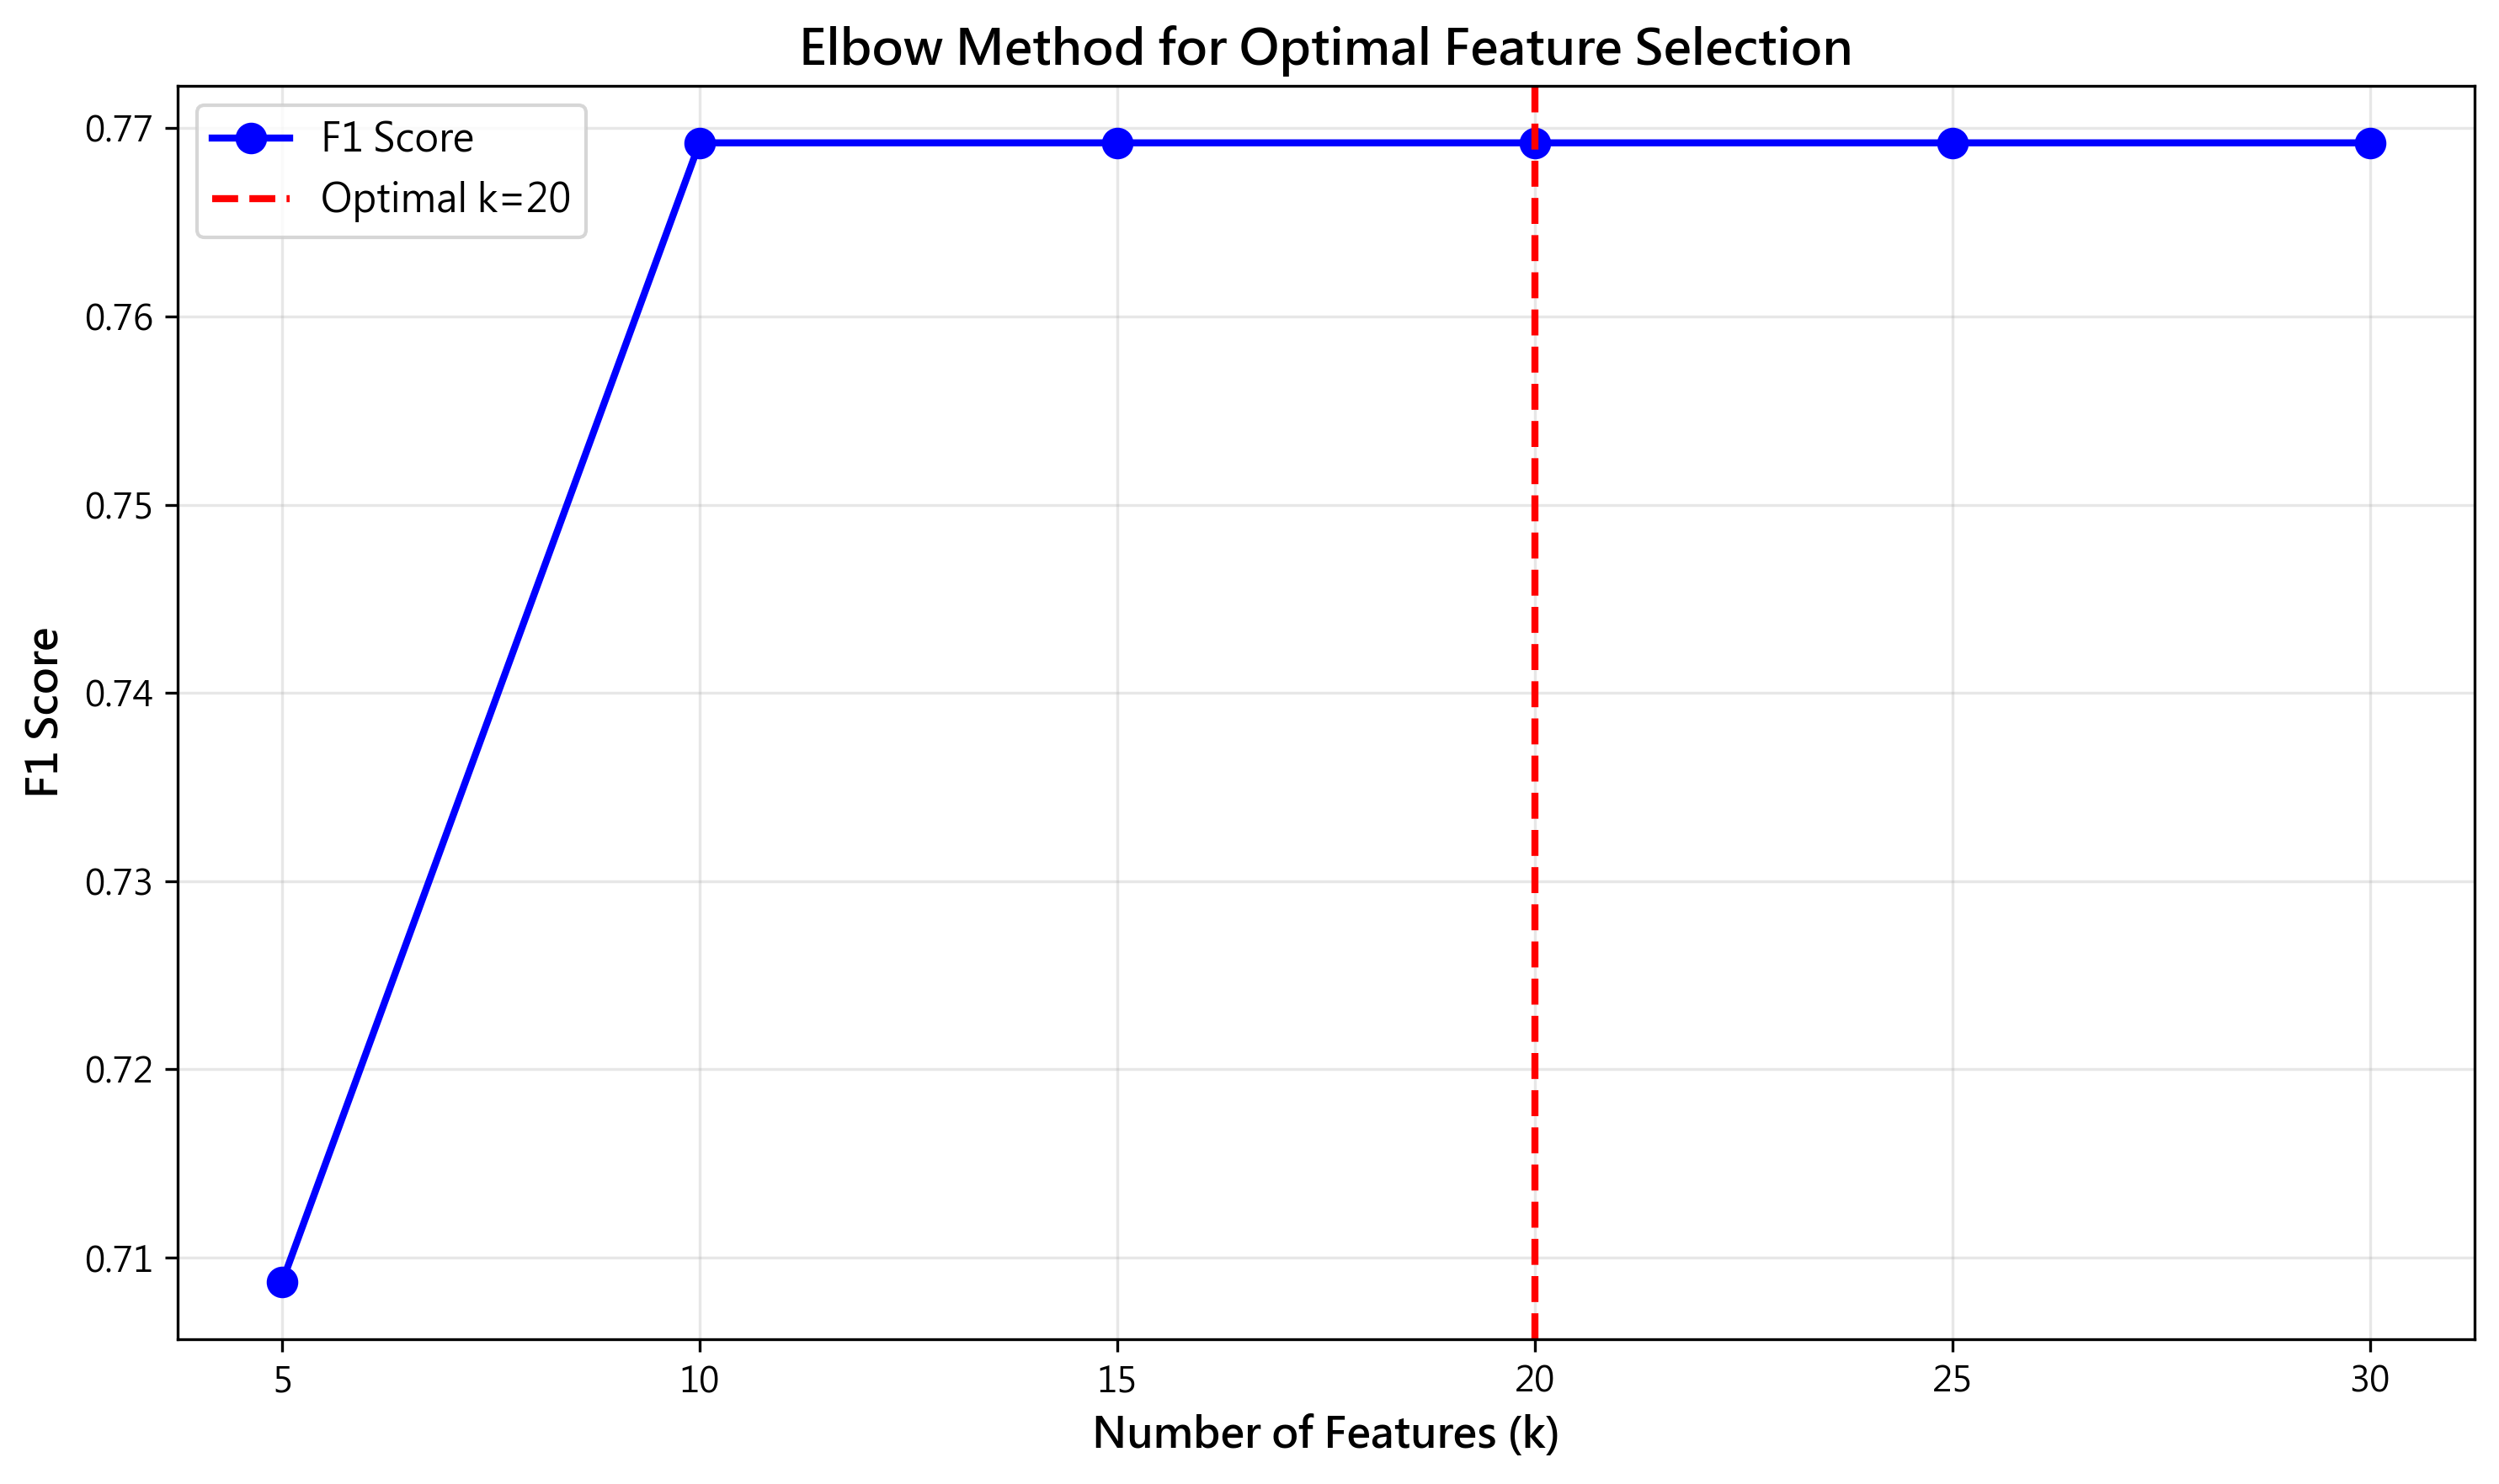 Elbow Method for Optimal Feature Selection
F1 Score
Optimal k=20
0.77
0.76
0.75
0.74
0.73
0.72
0.71
F1 Score
5 10 15 20 25 30
Number of Features (k)